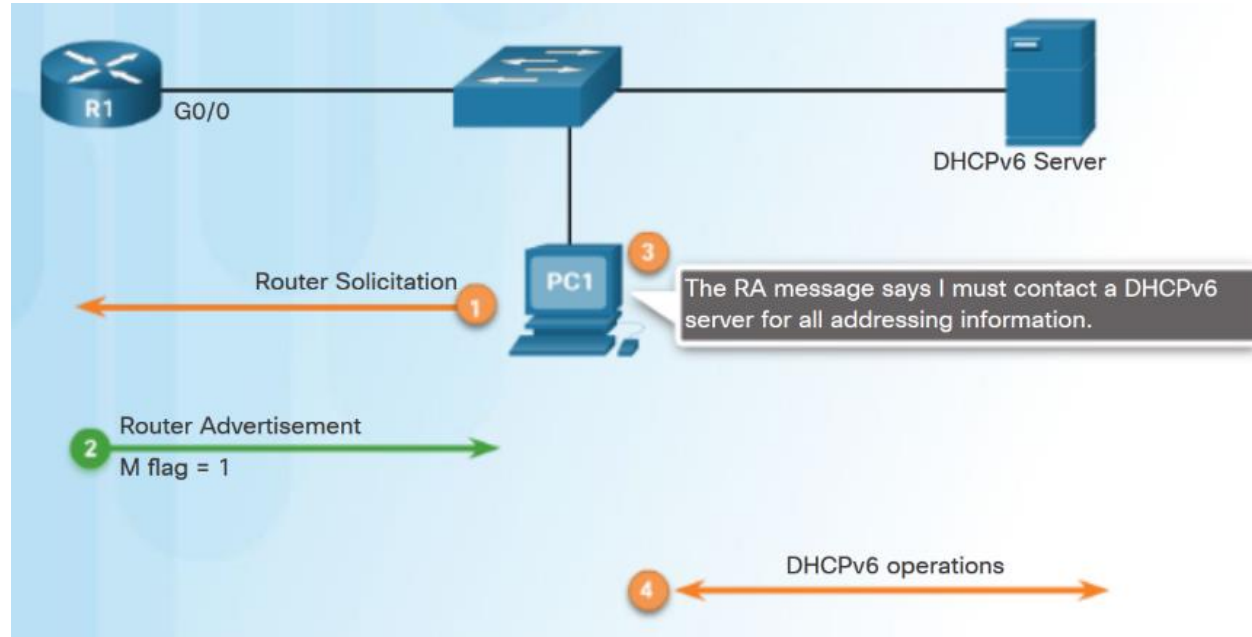 R1
G0/0
DHCPv6 Server
PC1
3
The RA message says I must contact a DHCPv6
server for all addressing information.
Router Solicitation
1
Router Advertisement
2
M flag = 1
DHCPv6 operations
4